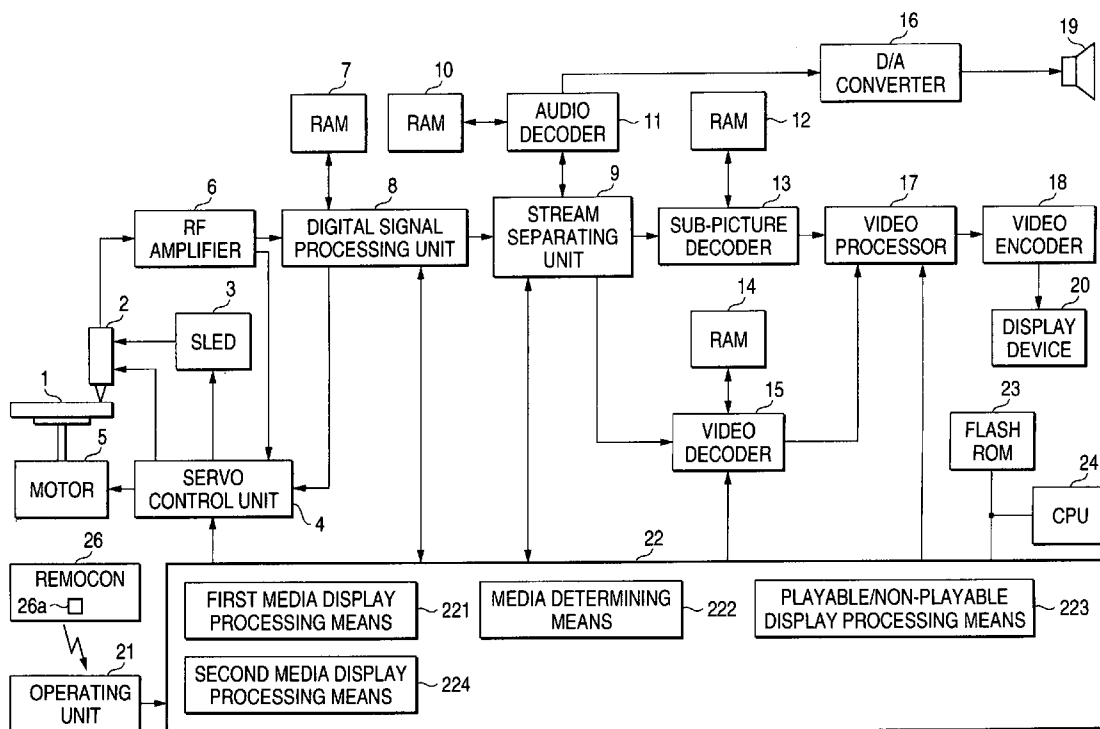 16
D/A
CONVERTER
19
7
RAM
10
RAM
AUDIO
DECODER
11
RAM
12
6
RF
AMPLIFIER
8
DIGITAL SIGNAL
PROCESSING UNIT
9
STREAM
SEPARATING
UNIT
13
SUB-PICTURE
DECODER
17
VIDEO
PROCESSOR
18
VIDEO
ENCODER
2
3
SLED
14
RAM
20
DISPLAY
DEVICE
1
15
VIDEO
DECODER
23
FLASH
ROM
5
MOTOR
SERVO
CONTROL UNIT
4
24
CPU
26
REMOCON
26a
22
FIRST MEDIA DISPLAY
PROCESSING MEANS
221
MEDIA DETERMINING
MEANS
222
PLAYABLE/NON-PLAYABLE
DISPLAY PROCESSING MEANS
223
21
OPERATING
UNIT
SECOND MEDIA DISPLAY
PROCESSING MEANS
224